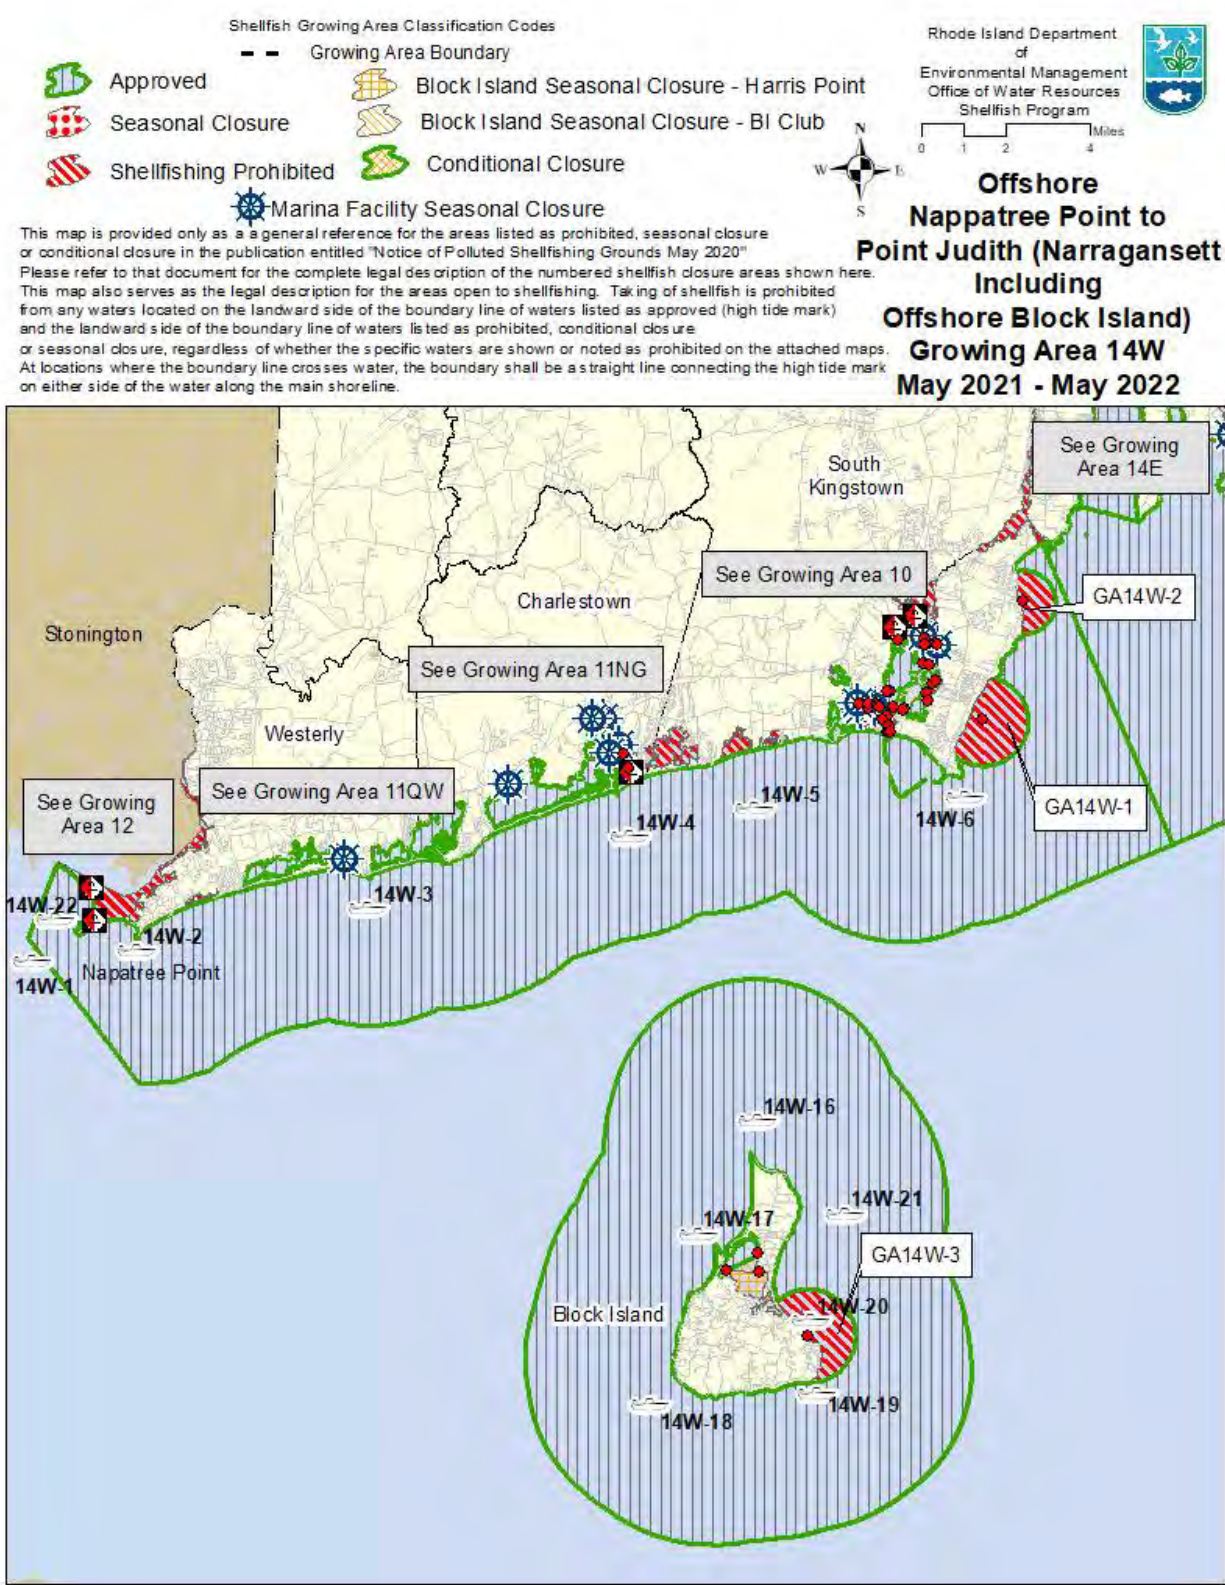 Shellfish Growing Area Classification Codes
Growing Area Boundary
Approved
Block Island Seasonal Closure - Harris Point
Seasonal Closure
Block Island Seasonal Closure - BI Club
Shellfishing Prohibited
Conditional Closure
Marina Facility Seasonal Closure
Rhode Island Department
of
Environmental Management
Office of Water Resources
Shellfish Program
Miles
0 1 2 4
N
W E
S
Offshore
Nappatree Point to
Point Judith (Narragansett
Including
Offshore Block Island)
Growing Area 14W
May 2021 - May 2022
This map is provided only as a a general reference for the areas listed as prohibited, seasonal closure
or conditional closure in the publication entitled "Notice of Polluted Shellfishing Grounds May 2020"
Please refer to that document for the complete legal description of the numbered shellfish closure areas shown here.
This map also serves as the legal description for the areas open to shellfishing. Taking of shellfish is prohibited
from any waters located on the landward side of the boundary line of waters listed as approved (high tide mark)
and the landward side of the boundary line of waters listed as prohibited, conditional closure
or seasonal closure, regardless of whether the specific waters are shown or noted as prohibited on the attached maps.
At locations where the boundary line crosses water, the boundary shall be a straight line connecting the high tide mark
on either side of the water along the main shoreline.
See Growing
Area 14E
South
Kingstown
See Growing Area 10
GA14W-2
Charlestown
Stonington
See Growing Area 11NG
Westerly
See Growing Area 11QW
See Growing
Area 12
GA14W-1
14W-5
14W-4
14W-6
14W-3
14W-22
14W-2
Napatree Point
14W-1
14W-16
14W-21
14W-17
GA14W-3
14W-20
Block Island
14W-19
14W-18